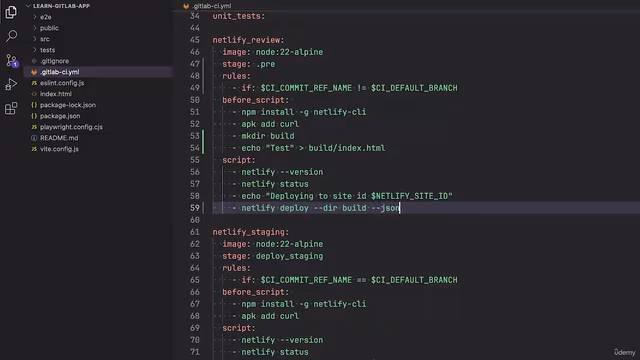 LEARN-GITLAB-APP
e2e
public
src
tests
.gitignore
.gitlab-ci.yml
eslint.config.js
index.html
package-lock.json
package.json
playwright.config.cjs
README.md
vite.config.js
1
.gitlab-ci.yml
34 unit_tests:
44
45 netlify_review:
46 image: node:22-alpine
47 stage: .pre
48 rules:
49 - if: $CI_COMMIT_REF_NAME != $CI_DEFAULT_BRANCH
50 before_script:
51 - npm install -g netlify-cli
52 - apk add curl
53 - mkdir build
54 - echo "Test" > build/index.html
55 script:
56 - netlify --version
57 - netlify status
58 - echo "Deploying to site id $NETLIFY_SITE_ID"
59 - netlify deploy --dir build --json
60
61 netlify_staging:
62 image: node:22-alpine
63 stage: deploy_staging
64 rules:
65 - if: $CI_COMMIT_REF_NAME == $CI_DEFAULT_BRANCH
66 before_script:
67 - npm install -g netlify-cli
68 - apk add curl
69 script:
70 - netlify --version
71 - netlify status
udemy